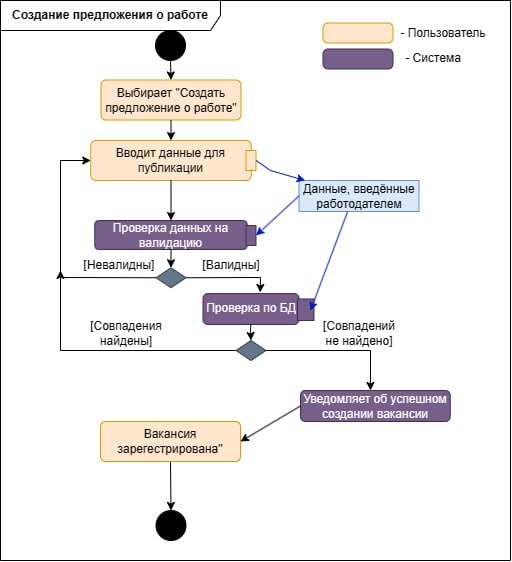 Создание предложения о работе
- Пользователь
- Система
Выбирает "Создать
предложение о работе"
Вводит данные для
публикации
Данные, введённые
работодателем
Проверка данных на
валидацию
[Невалидны]
[Валидны]
Проверка по БД
[Совпадения
найдены]
[Совпадений
не найдено]
Уведомляет об успешном
создании вакансии
Вакансия
зарегестрирована"